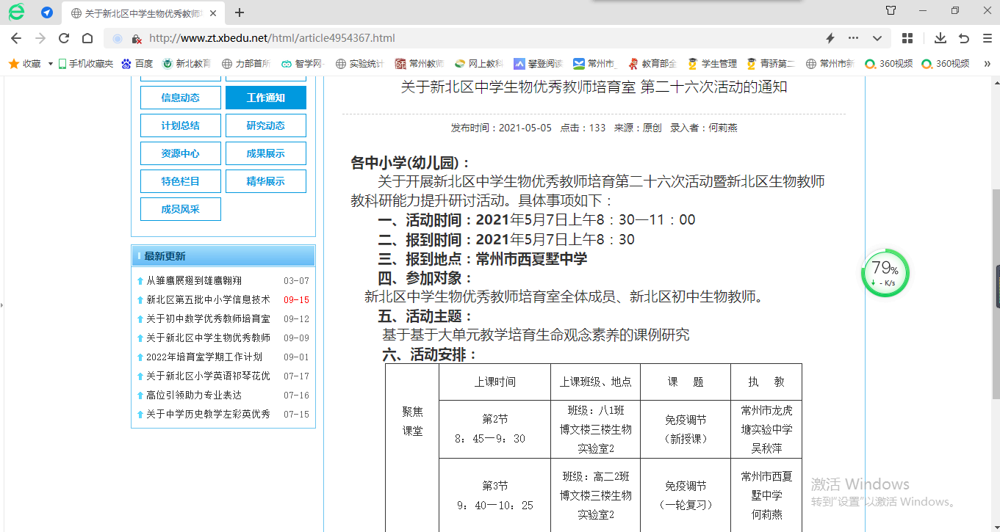 关于新北区中学生物优秀教师
http://www.zt.xbedu.net/html/article4954367.html
收藏 手机收藏夹 百度 新北教育 力部首所 智学网 实验统计 常州教师 网上教科 攀登阅读 常州市 教育部全 学生管理 青骄第二 常州市新 360视频 360视频 »
信息动态 工作通知
计划总结 研究动态
资源中心 成果展示
特色栏目 精华展示
成员风采
最新更新
从雏鹰展翅到雄鹰翱翔 03-07
新北区第五批中小学信息技术 09-15
关于初中数学优秀教师培育室 09-12
关于新北区中学生物优秀教师 09-09
2022年培育室学期工作计划 09-01
关于新北区小学英语祁琴花优 07-17
高位引领助力专业表达 07-16
关于中学历史教学左彩英优秀 07-15
关于新北区中学生物优秀教师培育室 第二十六次活动的通知
发布时间：2021-05-05 点击：133 来源：原创 录入者：何莉燕
各中小学(幼儿园)：
关于开展新北区中学生物优秀教师培育第二十六次活动暨新北区生物教师
教科研能力提升研讨活动。具体事项如下：
一、活动时间：2021年5月7日上午8：30—11：00
二、报到时间：2021年5月7日上午8：30
三、报到地点：常州市西夏墅中学
四、参加对象：
新北区中学生物优秀教师培育室全体成员、新北区初中生物教师。
五、活动主题：
基于基于大单元教学培育生命观念素养的课例研究
六、活动安排：
聚焦
课堂
上课时间 上课班级、地点 课 题 执 教
第2节
8：45—9：30
班级：八1班
博文楼三楼生物
实验室2
免疫调节
（新授课）
常州市龙虎
塘实验中学
吴秋萍
第3节
9：40—10：25
班级：高二2班
博文楼三楼生物
实验室2
免疫调节
（一轮复习）
常州市西夏
墅中学
何莉燕
79%
- K/s
激活 Windows
转到"设置"以激活 Windows。